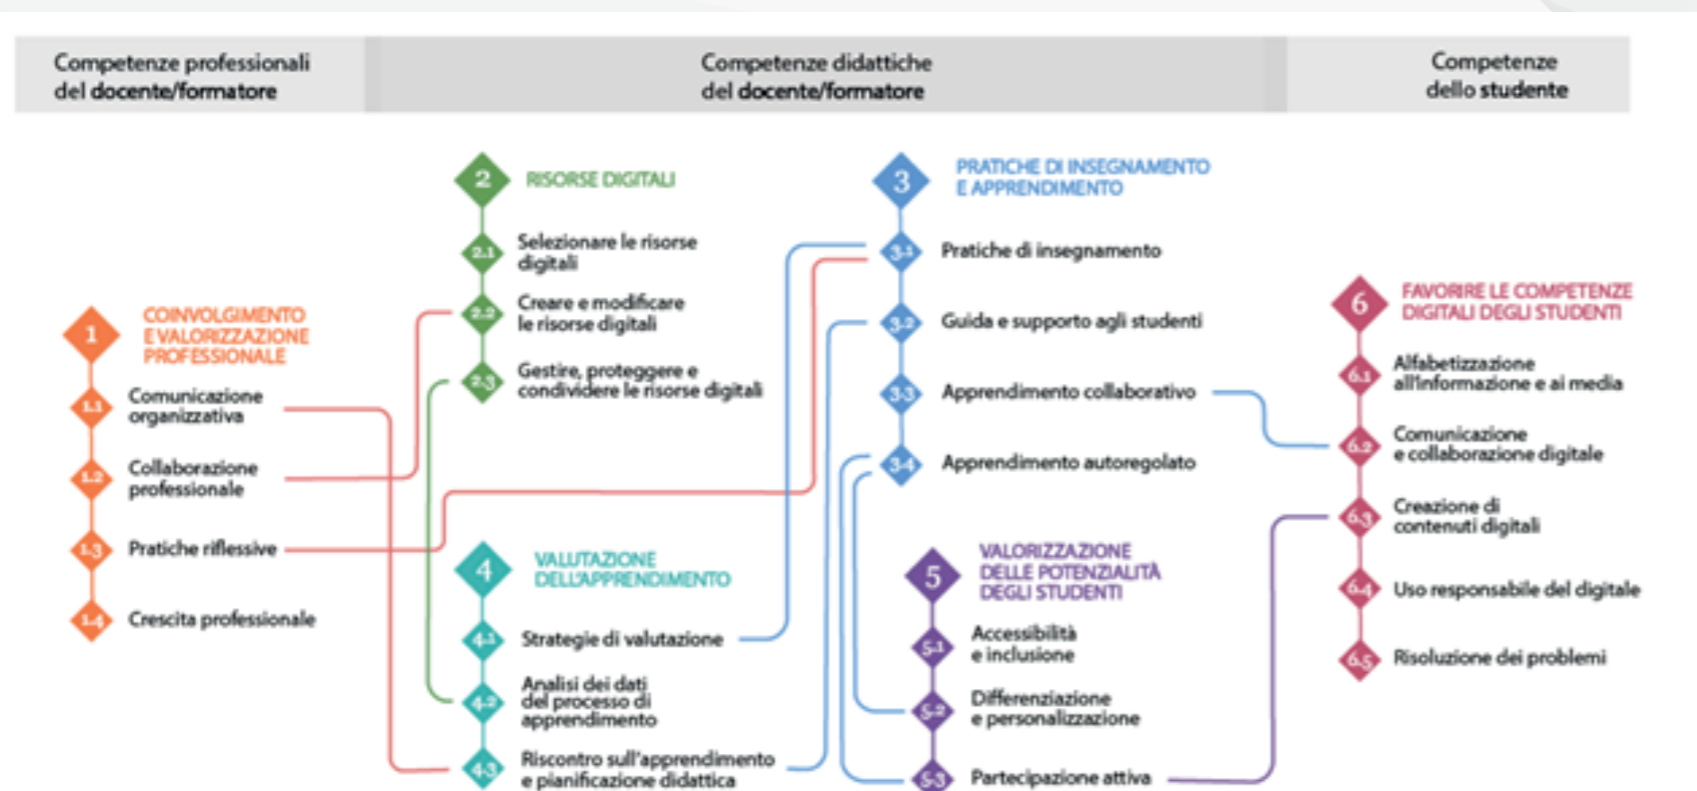 Competenze professionali
del docente/formatore
Competenze didattiche
del docente/formatore
Competenze
dello studente
1
COINVOLGIMENTO
E VALORIZZAZIONE
PROFESSIONALE
1.1
Comunicazione
organizzativa
1.2
Collaborazione
professionale
1.3
Pratiche riflessive
1.4
Crescita professionale
2
RISORSE DIGITALI
2.1
Selezionare le risorse
digitali
2.2
Creare e modificare
le risorse digitali
2.3
Gestire, proteggere e
condividere le risorse digitali
3
PRATICHE DI INSEGNAMENTO
E APPRENDIMENTO
3.1
Pratiche di insegnamento
3.2
Guida e supporto agli studenti
3.3
Apprendimento collaborativo
3.4
Apprendimento autoregolato
4
VALUTAZIONE
DELL'APPRENDIMENTO
4.1
Strategie di valutazione
4.2
Analisi dei dati
del processo di
apprendimento
4.3
Riscontro sull'apprendimento
e pianificazione didattica
5
VALORIZZAZIONE
DELLE POTENZIALITÀ
DEGLI STUDENTI
5.1
Accessibilità
e inclusione
5.2
Differenziazione
e personalizzazione
5.3
Partecipazione attiva
6
FAVORIRE LE COMPETENZE
DIGITALI DEGLI STUDENTI
6.1
Alfabetizzazione
all'informazione e ai media
6.2
Comunicazione
e collaborazione digitale
6.3
Creazione di
contenuti digitali
6.4
Uso responsabile del digitale
6.5
Risoluzione dei problemi